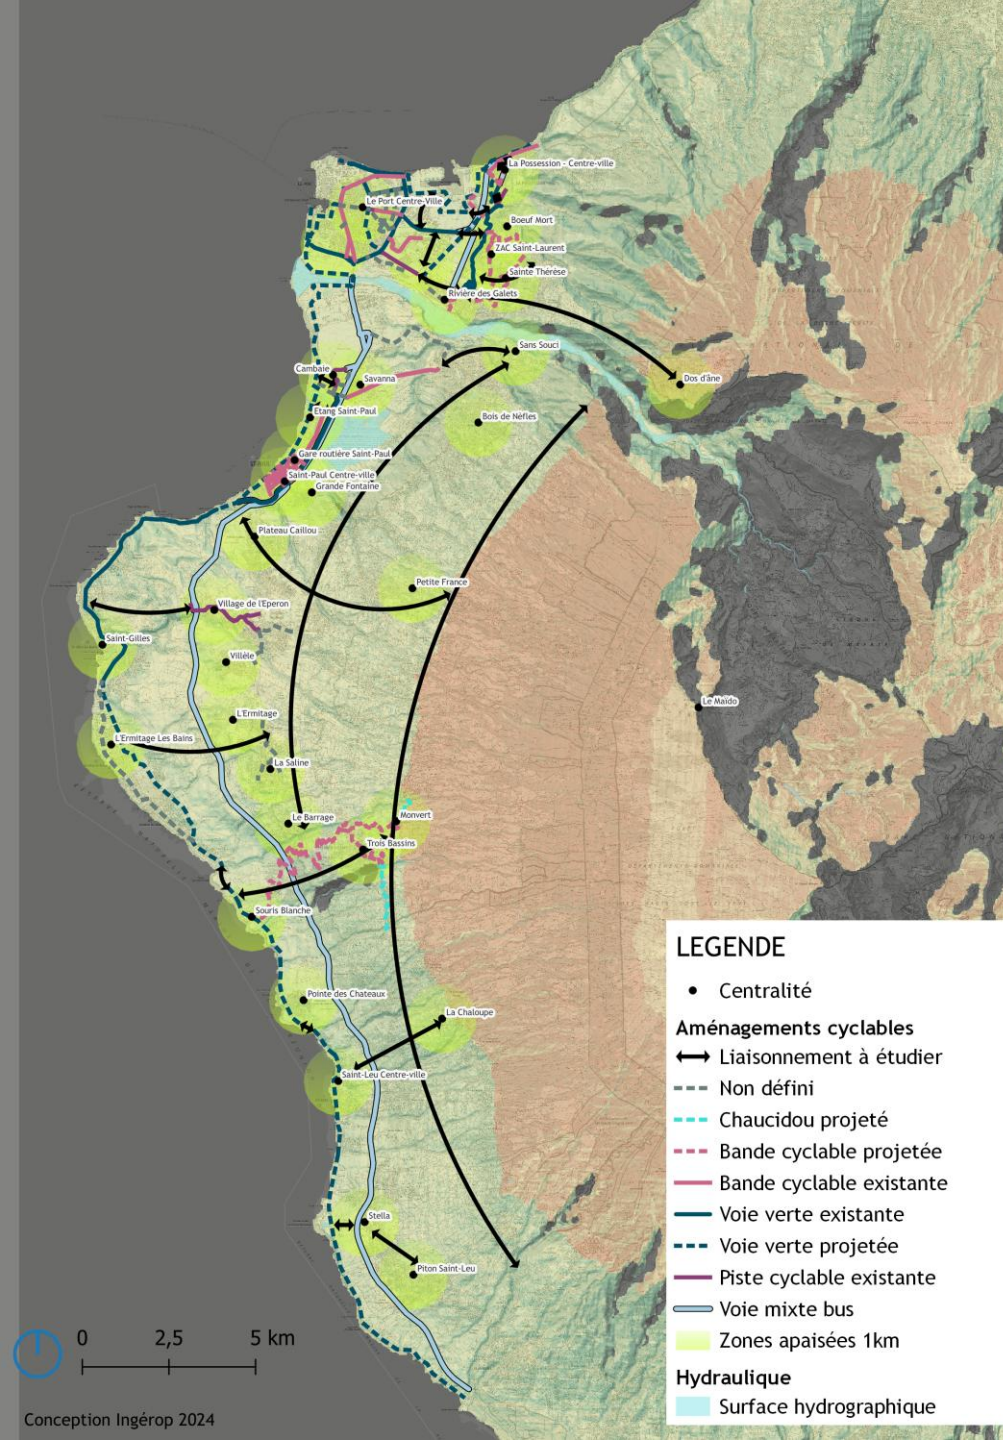 La Possession - Centre-ville
Le Port Centre-Ville
Boeuf Mort
ZAC Saint-Laurent
Sainte Thérèse
Rivière des Galets
Sans Souci
Cambaie
Savanna
Dos d'âne
Etang Saint-Paul
Bois de Nèfles
Gare routière Saint-Paul
Saint-Paul Centre-ville
Grande Fontaine
Plateau Caillou
Petite France
Village de l'Eperon
Saint-Gilles
Villèle
Le Maïdo
L'Ermitage
L'Ermitage Les Bains
La Saline
Le Barrage
Monvert
Trois Bassins
Souris Blanche
Pointe des Chateaux
La Chaloupe
Saint-Leu Centre-ville
Stella
Piton Saint-Leu
LEGENDE
Centralité
Aménagements cyclables
Liaisonnement à étudier
Non défini
Chaucidou projeté
Bande cyclable projetée
Bande cyclable existante
Voie verte existante
Voie verte projetée
Piste cyclable existante
Voie mixte bus
Zones apaisées 1km
Hydraulique
Surface hydrographique
0 2,5 5 km
Conception Ingérop 2024